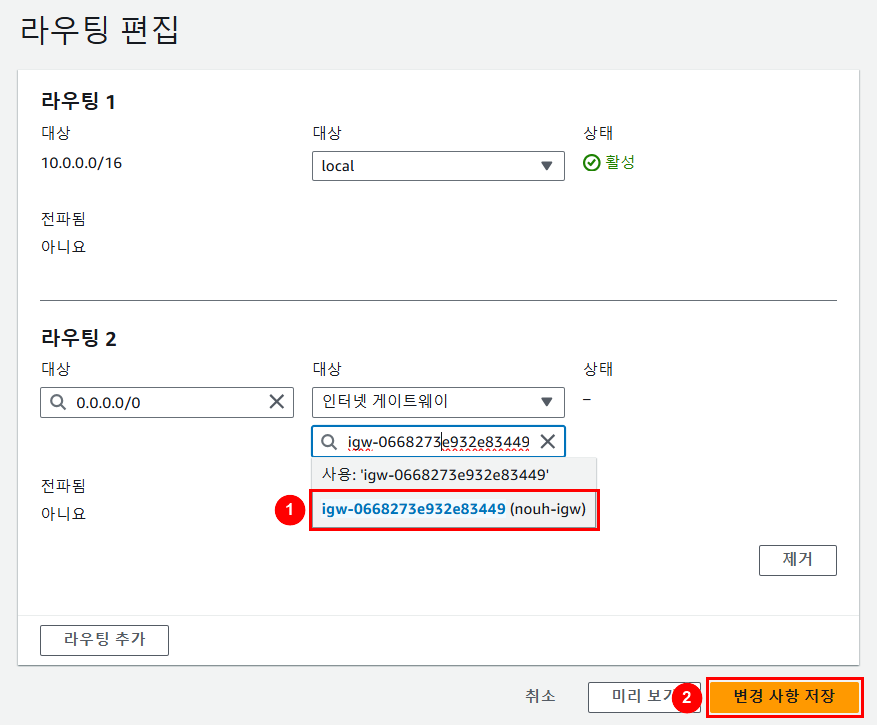 라우팅 편집
라우팅 1
대상 대상 상태
10.0.0.0/16 local 활성
전파됨
아니요
라우팅 2
대상 대상 상태
0.0.0.0/0 인터넷 게이트웨이 –
igw-0668273e932e83449
사용: 'igw-0668273e932e83449'
전파됨
1 igw-0668273e932e83449 (nouh-igw)
아니요
제거
라우팅 추가
취소 미리 보기 2 변경 사항 저장